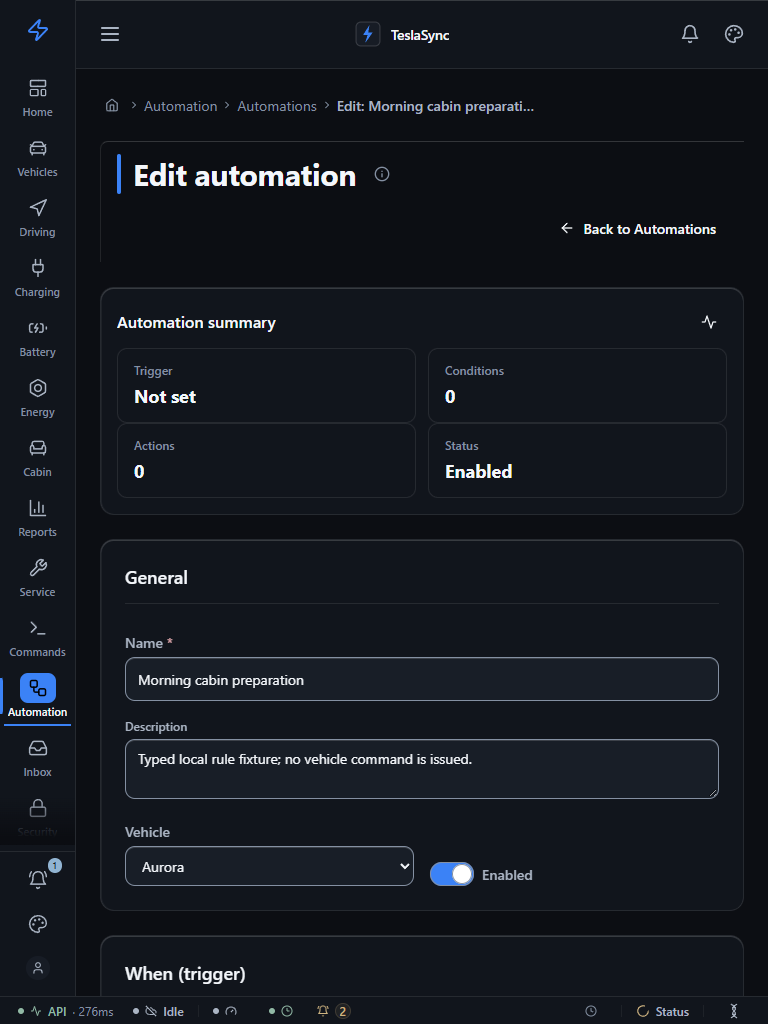 TeslaSync
Home
Vehicles
Driving
Charging
Battery
Energy
Cabin
Reports
Service
Commands
Automation
Inbox
Security
1
Automation
Automations
Edit: Morning cabin preparati...
Edit automation
Back to Automations
Automation summary
Trigger
Not set
Conditions
0
Actions
0
Status
Enabled
General
Name *
Morning cabin preparation
Description
Typed local rule fixture; no vehicle command is issued.
Vehicle
Aurora
Enabled
When (trigger)
API · 276ms
Idle
2
Status